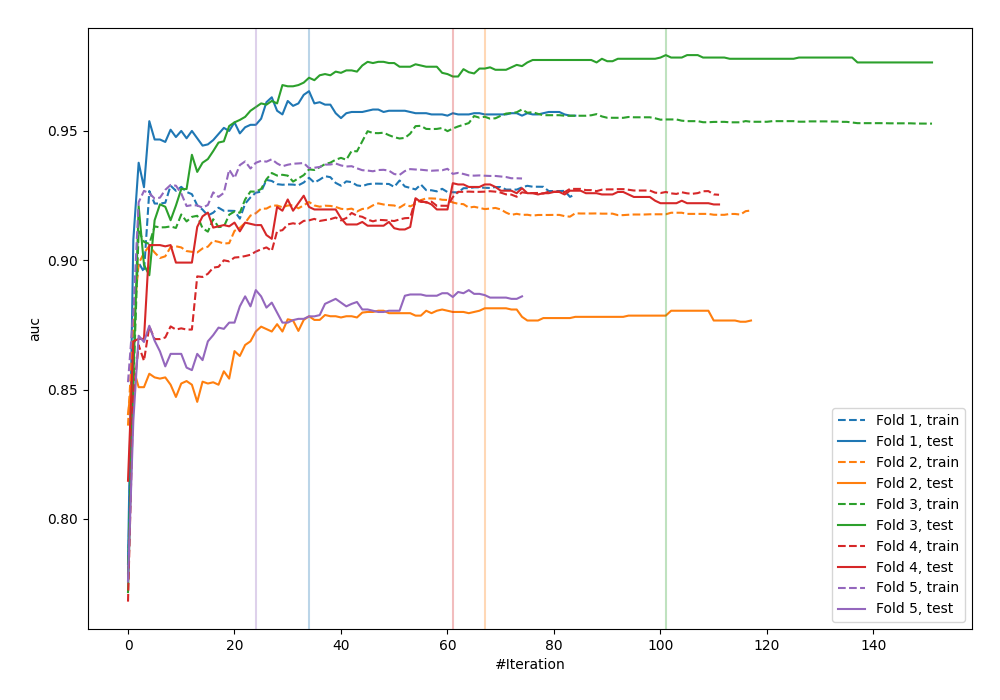 auc
0.95
0.90
0.85
0.80
0
20
40
60
80
100
120
140
#Iteration
Fold 1, train
Fold 1, test
Fold 2, train
Fold 2, test
Fold 3, train
Fold 3, test
Fold 4, train
Fold 4, test
Fold 5, train
Fold 5, test